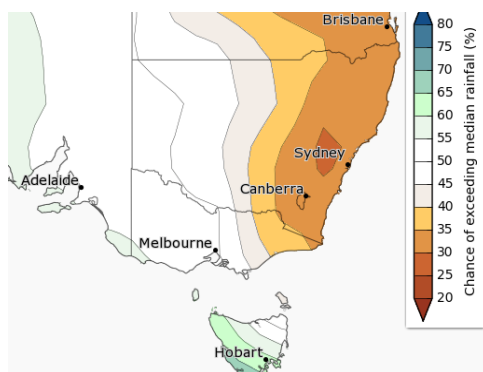 Brisbane
Sydney
Adelaide
Canberra
Melbourne
Hobart
80
75
70
65
60
55
50
45
40
35
30
25
20
Chance of exceeding median rainfall (%)